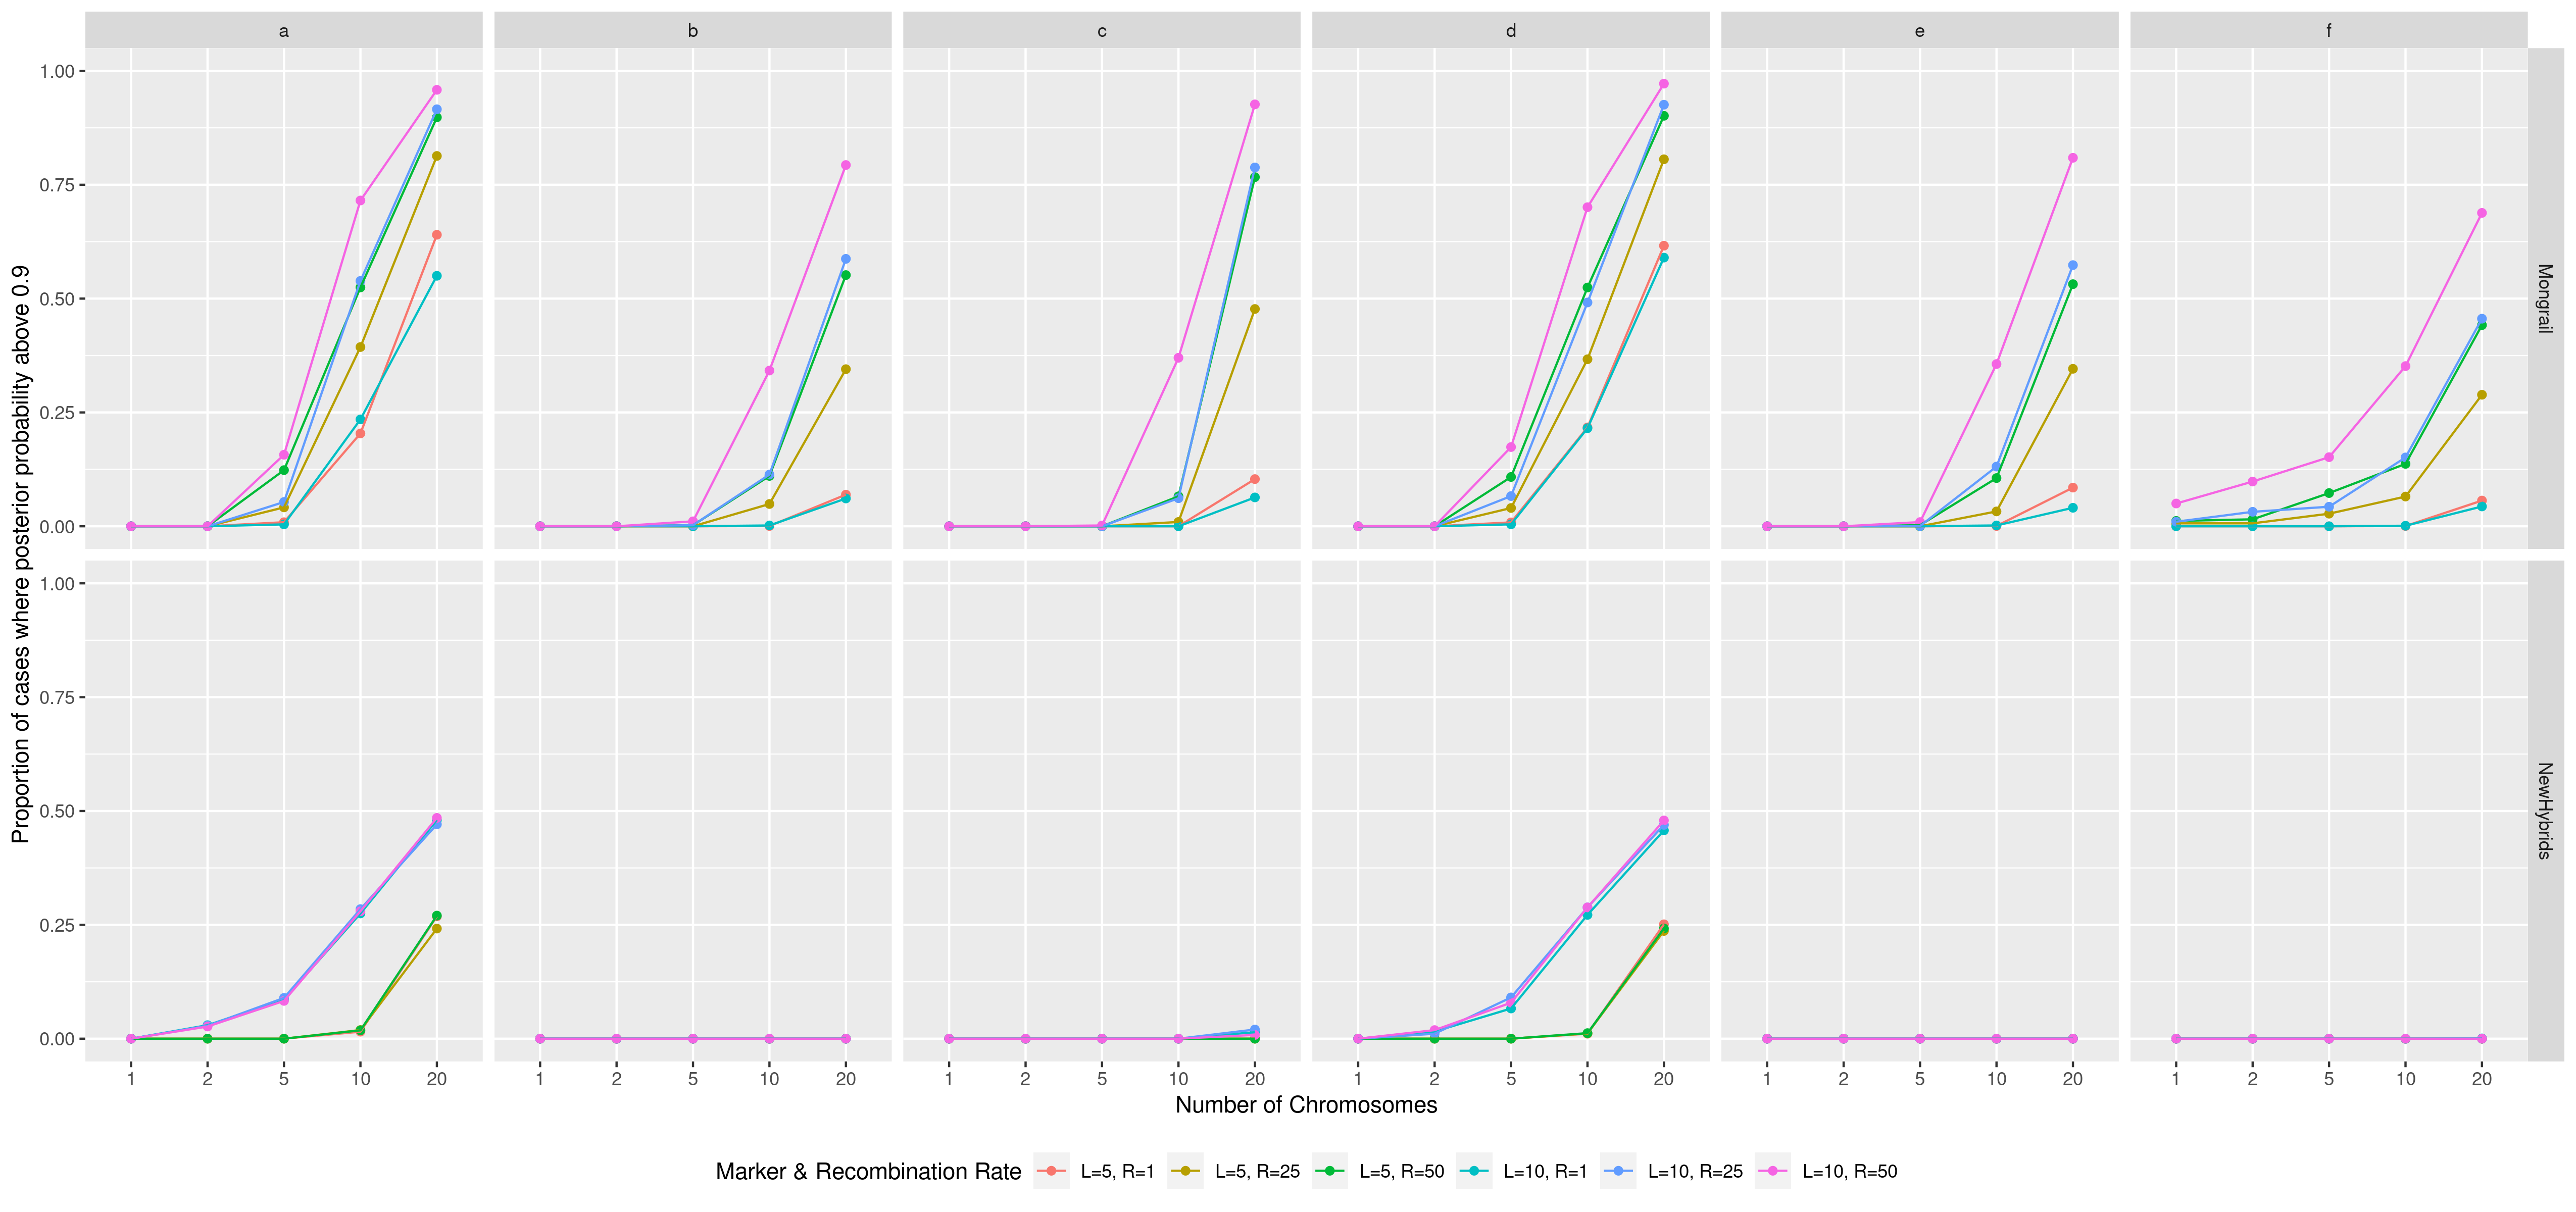 a b c d e f
Proportion of cases where posterior probability above 0.9
1.00
0.75
0.50
0.25
0.00
Mongrail
1.00
0.75
0.50
0.25
0.00
NewHybrids
1 2 5 10 20 1 2 5 10 20 1 2 5 10 20 1 2 5 10 20 1 2 5 10 20 1 2 5 10 20
Number of Chromosomes
Marker & Recombination Rate L=5, R=1 L=5, R=25 L=5, R=50 L=10, R=1 L=10, R=25 L=10, R=50